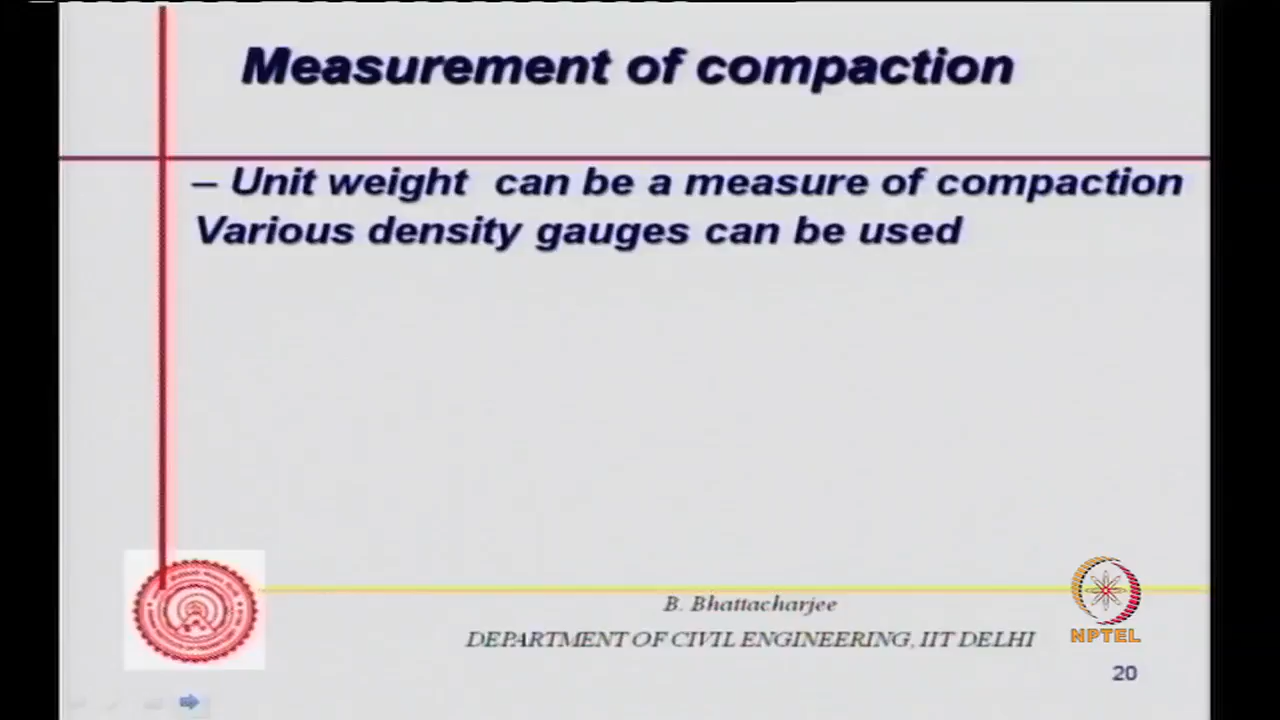 Measurement of compaction
– Unit weight can be a measure of compaction
Various density gauges can be used
B. Bhattacharjee
DEPARTMENT OF CIVIL ENGINEERING, IIT DELHI
NPTEL
20